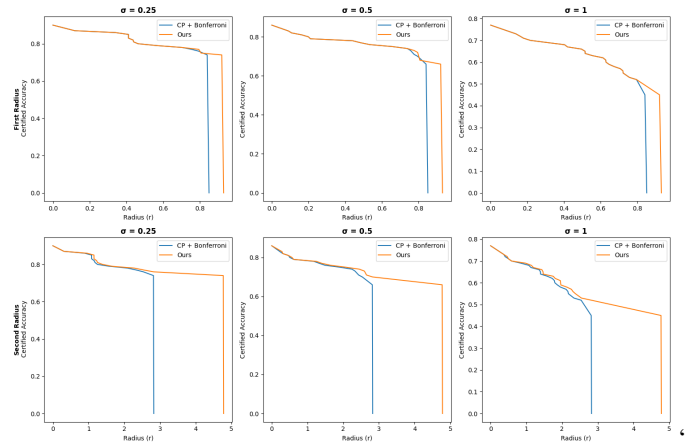 σ = 0.25
CP + Bonferroni
Ours
0.8
0.6
0.4
0.2
0.0
First Radius
Certified Accuracy
0.0 0.2 0.4 0.6 0.8
Radius (r)
σ = 0.5
CP + Bonferroni
Ours
0.8
0.6
0.4
0.2
0.0
Certified Accuracy
0.0 0.2 0.4 0.6 0.8
Radius (r)
σ = 1
CP + Bonferroni
Ours
0.8
0.7
0.6
0.5
0.4
0.3
0.2
0.1
0.0
Certified Accuracy
0.0 0.2 0.4 0.6 0.8
Radius (r)
σ = 0.25
CP + Bonferroni
Ours
0.8
0.6
0.4
0.2
0.0
Second Radius
Certified Accuracy
0 1 2 3 4 5
Radius (r)
σ = 0.5
CP + Bonferroni
Ours
0.8
0.6
0.4
0.2
0.0
Certified Accuracy
0 1 2 3 4 5
Radius (r)
σ = 1
CP + Bonferroni
Ours
0.8
0.7
0.6
0.5
0.4
0.3
0.2
0.1
0.0
Certified Accuracy
0 1 2 3 4 5
Radius (r)
‘